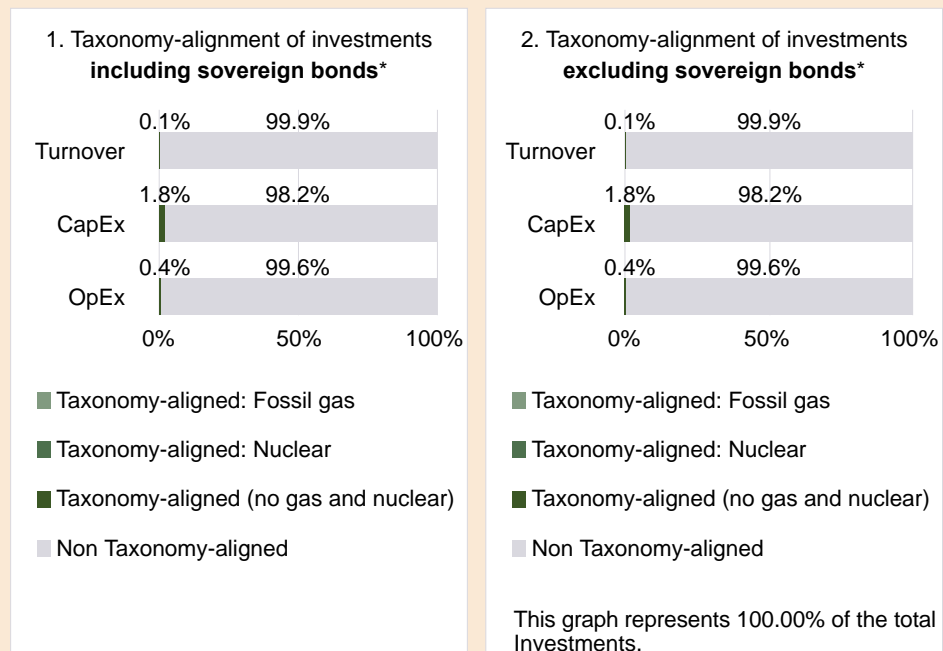 1. Taxonomy-alignment of investments
including sovereign bonds*
0.1% 99.9%
Turnover
1.8% 98.2%
CapEx
0.4% 99.6%
OpEx
0% 50% 100%
Taxonomy-aligned: Fossil gas
Taxonomy-aligned: Nuclear
Taxonomy-aligned (no gas and nuclear)
Non Taxonomy-aligned
2. Taxonomy-alignment of investments
excluding sovereign bonds*
0.1% 99.9%
Turnover
1.8% 98.2%
CapEx
0.4% 99.6%
OpEx
0% 50% 100%
Taxonomy-aligned: Fossil gas
Taxonomy-aligned: Nuclear
Taxonomy-aligned (no gas and nuclear)
Non Taxonomy-aligned
This graph represents 100.00% of the total
Investments.